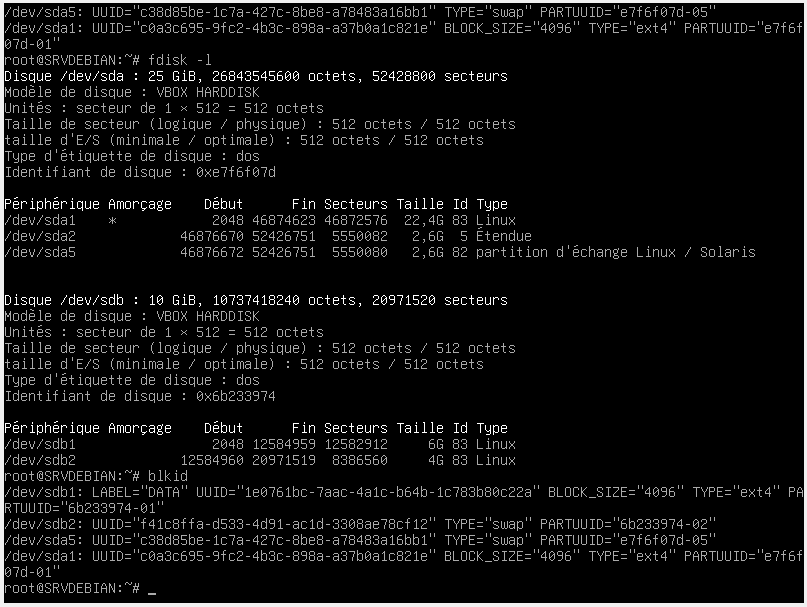 /dev/sda5: UUID="c38d85be-1c7a-427c-8be8-a78483a16bb1" TYPE="swap" PARTUUID="e7f6f07d-05"
/dev/sda1: UUID="c0a3c695-9fc2-4b3c-898a-a37b0a1c821e" BLOCK_SIZE="4096" TYPE="ext4" PARTUUID="e7f6f
07d-01"
root@SRVDEBIAN:~# fdisk -l
Disque /dev/sda : 25 GiB, 26843545600 octets, 52428800 secteurs
Modèle de disque : VBOX HARDDISK
Unités : secteur de 1 × 512 = 512 octets
Taille de secteur (logique / physique) : 512 octets / 512 octets
taille d'E/S (minimale / optimale) : 512 octets / 512 octets
Type d'étiquette de disque : dos
Identifiant de disque : 0xe7f6f07d
Périphérique Amorçage    Début      Fin Secteurs Taille Id Type
/dev/sda1    *            2048 46874623 46872576  22,4G 83 Linux
/dev/sda2             46876670 52426751  5550082   2,6G  5 Étendue
/dev/sda5             46876672 52426751  5550080   2,6G 82 partition d'échange Linux / Solaris
Disque /dev/sdb : 10 GiB, 10737418240 octets, 20971520 secteurs
Modèle de disque : VBOX HARDDISK
Unités : secteur de 1 × 512 = 512 octets
Taille de secteur (logique / physique) : 512 octets / 512 octets
taille d'E/S (minimale / optimale) : 512 octets / 512 octets
Type d'étiquette de disque : dos
Identifiant de disque : 0x6b233974
Périphérique Amorçage    Début      Fin Secteurs Taille Id Type
/dev/sdb1                 2048 12584959 12582912     6G 83 Linux
/dev/sdb2             12584960 20971519  8386560     4G 83 Linux
root@SRVDEBIAN:~# blkid
/dev/sdb1: LABEL="DATA" UUID="1e0761bc-7aac-4a1c-b64b-1c783b80c22a" BLOCK_SIZE="4096" TYPE="ext4" PA
RTUUID="6b233974-01"
/dev/sdb2: UUID="f41c8ffa-d533-4d91-ac1d-3308ae78cf12" TYPE="swap" PARTUUID="6b233974-02"
/dev/sda5: UUID="c38d85be-1c7a-427c-8be8-a78483a16bb1" TYPE="swap" PARTUUID="e7f6f07d-05"
/dev/sda1: UUID="c0a3c695-9fc2-4b3c-898a-a37b0a1c821e" BLOCK_SIZE="4096" TYPE="ext4" PARTUUID="e7f6f
07d-01"
root@SRVDEBIAN:~# _